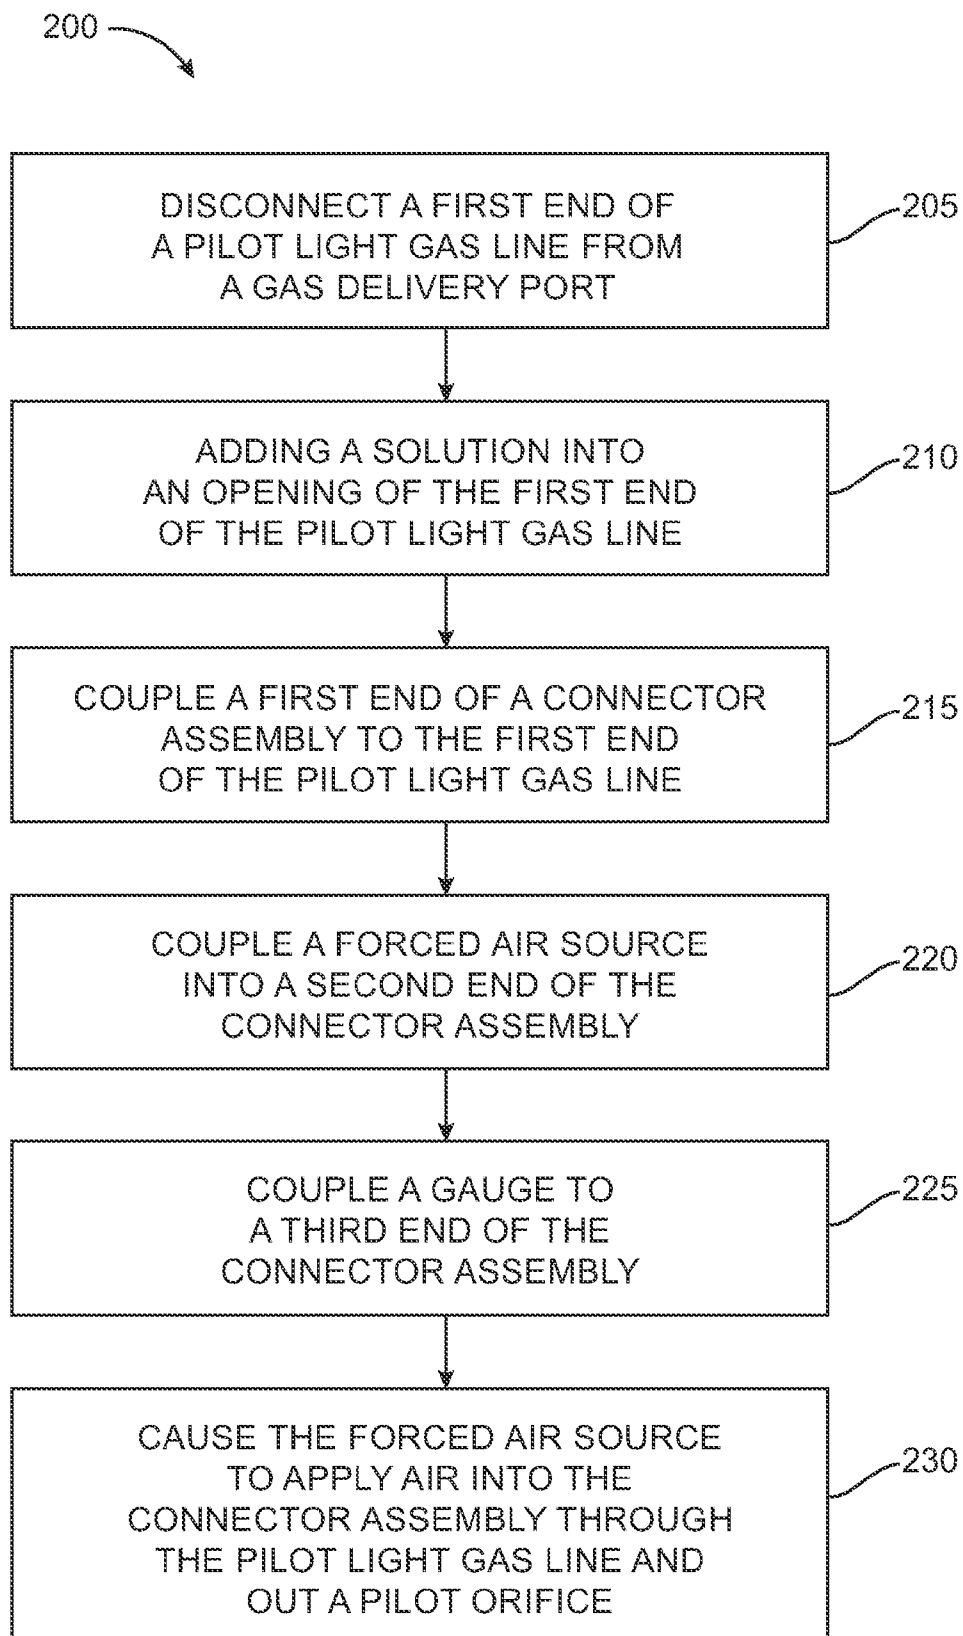 200
DISCONNECT A FIRST END OF
A PILOT LIGHT GAS LINE FROM
A GAS DELIVERY PORT
205
ADDING A SOLUTION INTO
AN OPENING OF THE FIRST END
OF THE PILOT LIGHT GAS LINE
210
COUPLE A FIRST END OF A CONNECTOR
ASSEMBLY TO THE FIRST END
OF THE PILOT LIGHT GAS LINE
215
COUPLE A FORCED AIR SOURCE
INTO A SECOND END OF THE
CONNECTOR ASSEMBLY
220
COUPLE A GAUGE TO
A THIRD END OF THE
CONNECTOR ASSEMBLY
225
CAUSE THE FORCED AIR SOURCE
TO APPLY AIR INTO THE
CONNECTOR ASSEMBLY THROUGH
THE PILOT LIGHT GAS LINE AND
OUT A PILOT ORIFICE
230